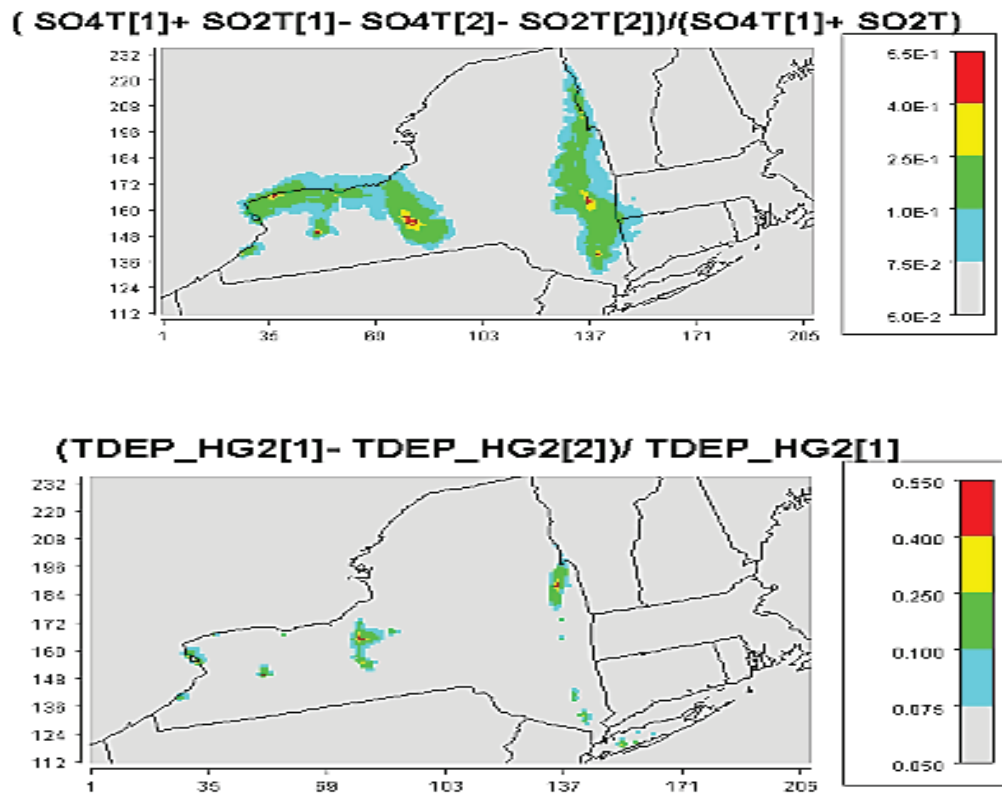 ( SO4T[1]+ SO2T[1]- SO4T[2]- SO2T[2])/(SO4T[1]+ SO2T)
232
220
208
196
184
172
160
148
136
124
112
1 35 69 103 137 171 205
5.5E-1
4.0E-1
2.5E-1
1.0E-1
7.5E-2
5.0E-2
(TDEP_HG2[1]- TDEP_HG2[2])/ TDEP_HG2[1]
232
220
208
196
184
172
160
148
136
124
112
1 35 69 103 137 171 205
0.550
0.400
0.250
0.100
0.075
0.050